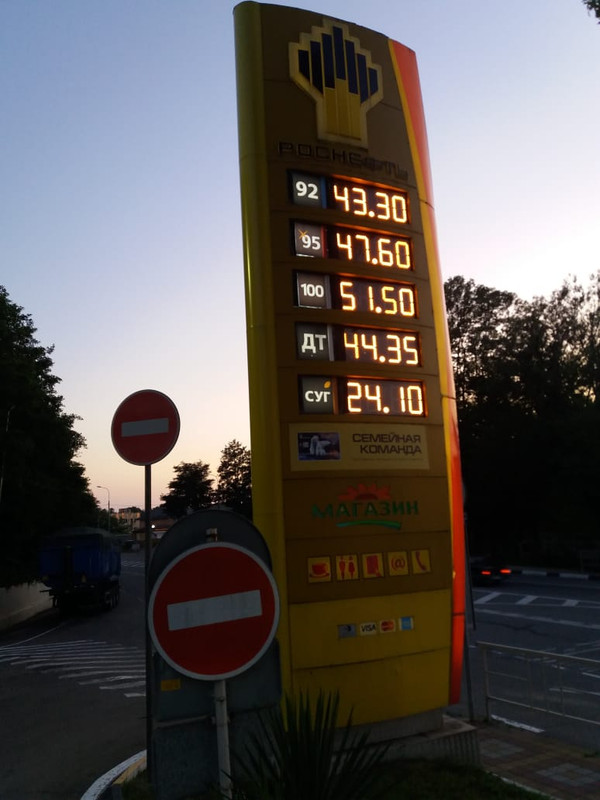 РОСНЕФТЬ
92 43.30
95 47.60
100 51.50
ДТ 44.35
СУГ 24.10
СЕМЕЙНАЯ
КОМАНДА
МАГАЗИН
VISA